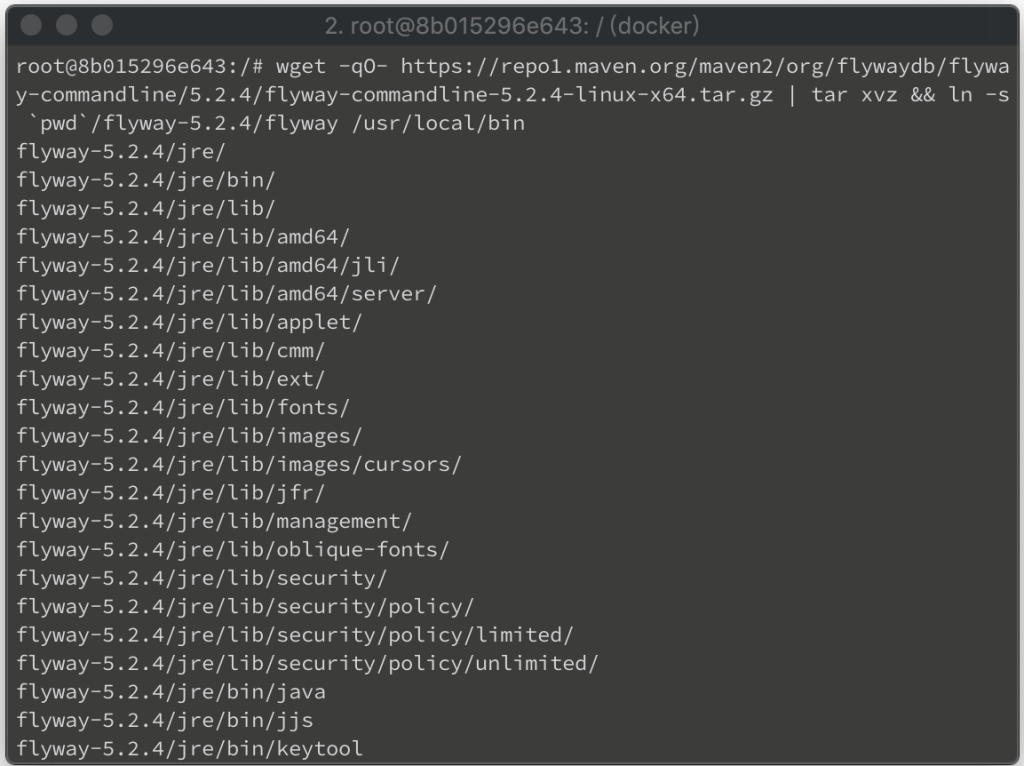 2. root@8b015296e643: / (docker)
root@8b015296e643:/# wget -qO- https://repo1.maven.org/maven2/org/flywaydb/flywa
y-commandline/5.2.4/flyway-commandline-5.2.4-linux-x64.tar.gz | tar xvz && ln -s
 `pwd`/flyway-5.2.4/flyway /usr/local/bin
flyway-5.2.4/jre/
flyway-5.2.4/jre/bin/
flyway-5.2.4/jre/lib/
flyway-5.2.4/jre/lib/amd64/
flyway-5.2.4/jre/lib/amd64/jli/
flyway-5.2.4/jre/lib/amd64/server/
flyway-5.2.4/jre/lib/applet/
flyway-5.2.4/jre/lib/cmm/
flyway-5.2.4/jre/lib/ext/
flyway-5.2.4/jre/lib/fonts/
flyway-5.2.4/jre/lib/images/
flyway-5.2.4/jre/lib/images/cursors/
flyway-5.2.4/jre/lib/jfr/
flyway-5.2.4/jre/lib/management/
flyway-5.2.4/jre/lib/oblique-fonts/
flyway-5.2.4/jre/lib/security/
flyway-5.2.4/jre/lib/security/policy/
flyway-5.2.4/jre/lib/security/policy/limited/
flyway-5.2.4/jre/lib/security/policy/unlimited/
flyway-5.2.4/jre/bin/java
flyway-5.2.4/jre/bin/jjs
flyway-5.2.4/jre/bin/keytool